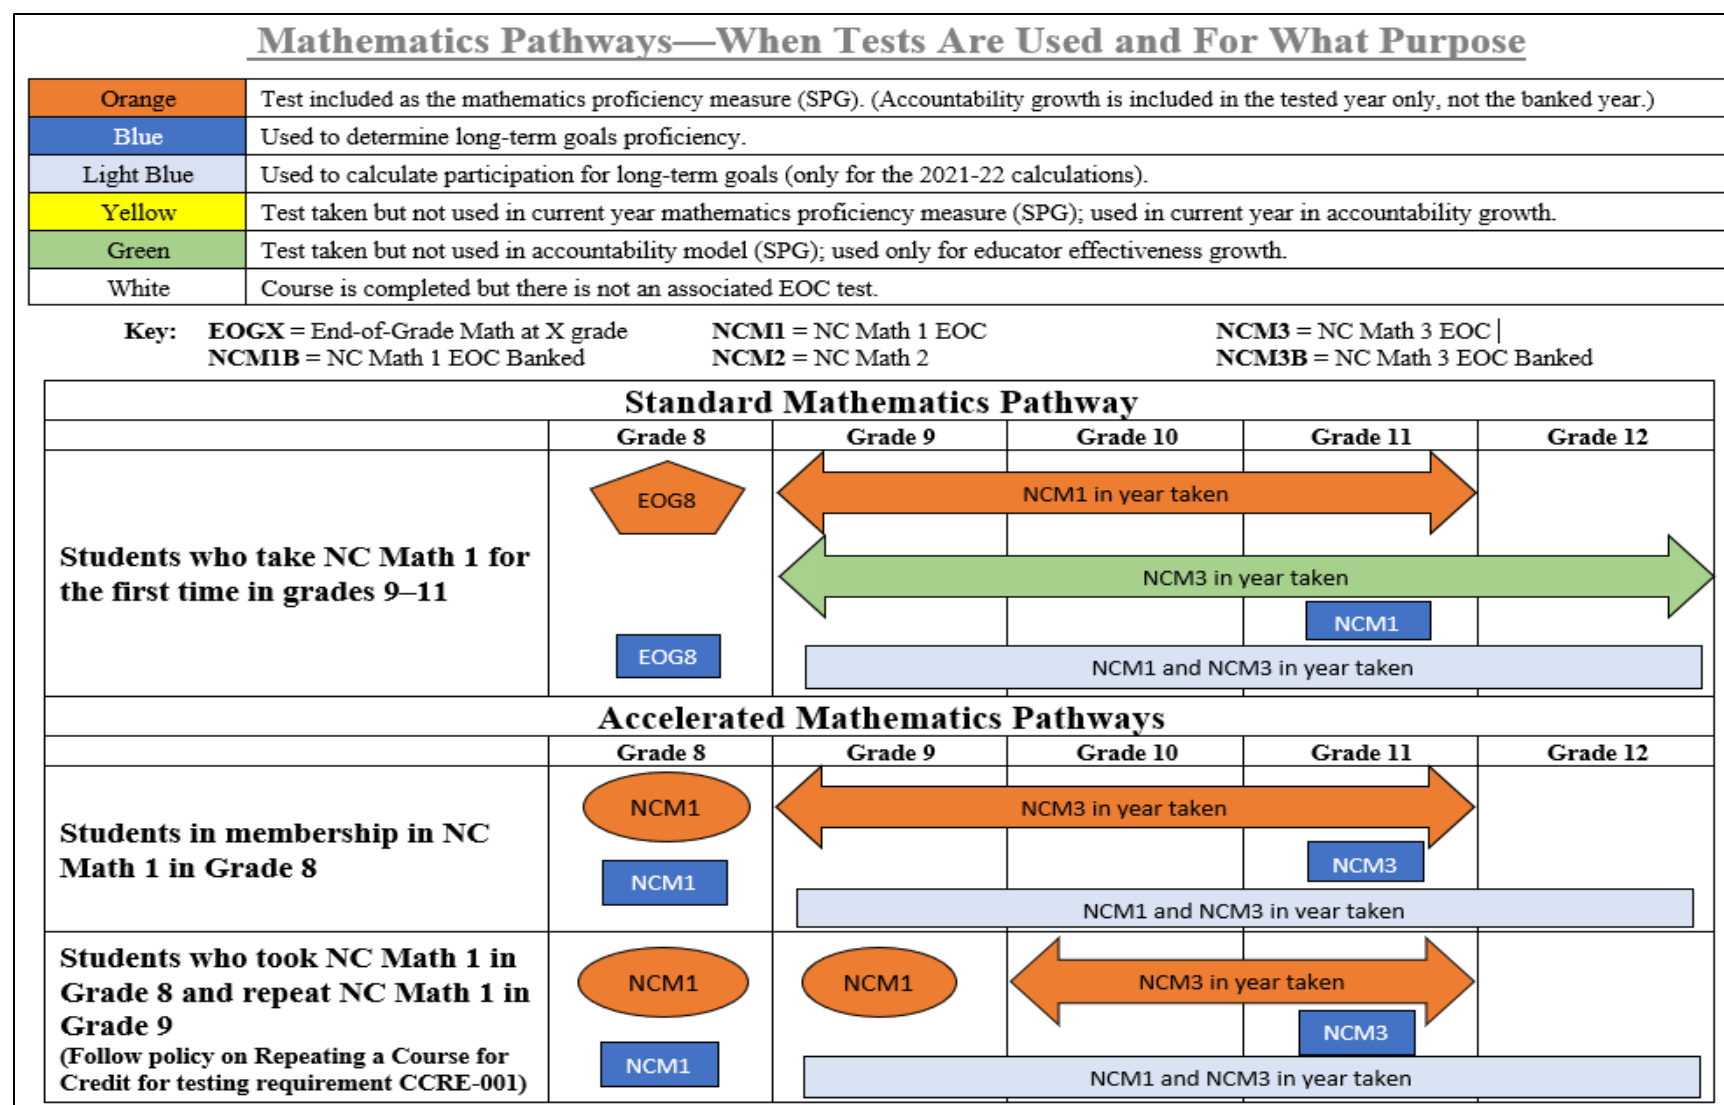 Mathematics Pathways—When Tests Are Used and For What Purpose
Orange Test included as the mathematics proficiency measure (SPG). (Accountability growth is included in the tested year only, not the banked year.)
Blue Used to determine long-term goals proficiency.
Light Blue Used to calculate participation for long-term goals (only for the 2021-22 calculations).
Yellow Test taken but not used in current year mathematics proficiency measure (SPG); used in current year in accountability growth.
Green Test taken but not used in accountability model (SPG); used only for educator effectiveness growth.
White Course is completed but there is not an associated EOC test.
Key: EOGX = End-of-Grade Math at X grade NCM1 = NC Math 1 EOC NCM3 = NC Math 3 EOC
NCM1B = NC Math 1 EOC Banked NCM2 = NC Math 2 NCM3B = NC Math 3 EOC Banked
Standard Mathematics Pathway
Grade 8 Grade 9 Grade 10 Grade 11 Grade 12
Students who take NC Math 1 for
the first time in grades 9–11
EOG8
NCM1 in year taken
NCM3 in year taken
NCM1
EOG8
NCM1 and NCM3 in year taken
Accelerated Mathematics Pathways
Grade 8 Grade 9 Grade 10 Grade 11 Grade 12
Students in membership in NC
Math 1 in Grade 8
NCM1
NCM3 in year taken
NCM1
NCM3
NCM1 and NCM3 in year taken
Students who took NC Math 1 in
Grade 8 and repeat NC Math 1 in
Grade 9
(Follow policy on Repeating a Course for
Credit for testing requirement CCRE-001)
NCM1
NCM1
NCM3 in year taken
NCM3
NCM1
NCM1 and NCM3 in year taken